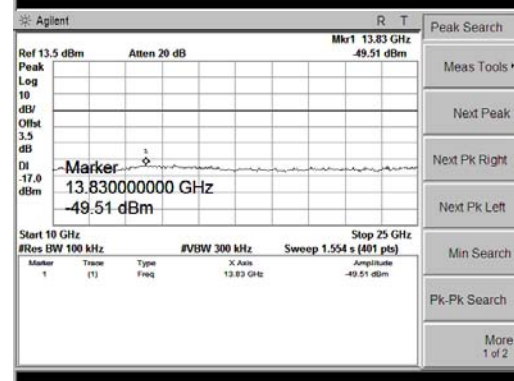 Agilent R T
Mkr1 13.83 GHz
Ref 13.5 dBm Atten 20 dB -49.51 dBm
Peak
Log
10
dB/
Offst
3.5
dB
DI
-17.0
dBm
1
Marker
13.830000000 GHz
-49.51 dBm
Start 10 GHz Stop 25 GHz
#Res BW 100 kHz #VBW 300 kHz Sweep 1.554 s (401 pts)
Marker Trace Type X Axis Amplitude
1 (1) Freq 13.83 GHz -49.51 dBm
Peak Search
Meas Tools
Next Peak
Next Pk Right
Next Pk Left
Min Search
Pk-Pk Search
More
1 of 2